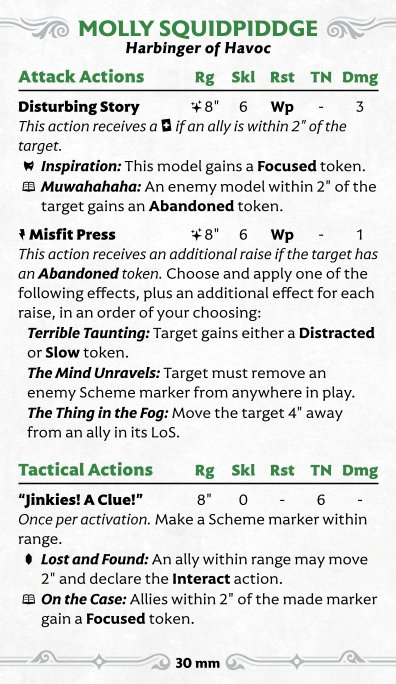 MOLLY SQUIDPIDDGE
Harbinger of Havoc
Attack Actions Rg Skl Rst TN Dmg
Disturbing Story 8" 6 Wp - 3
This action receives a if an ally is within 2" of the
target.
Inspiration: This model gains a Focused token.
Muwahahaha: An enemy model within 2" of the
target gains an Abandoned token.
Misfit Press 8" 6 Wp - 1
This action receives an additional raise if the target has
an Abandoned token. Choose and apply one of the
following effects, plus an additional effect for each
raise, in an order of your choosing:
Terrible Taunting: Target gains either a Distracted
or Slow token.
The Mind Unravels: Target must remove an
enemy Scheme marker from anywhere in play.
The Thing in the Fog: Move the target 4" away
from an ally in its LoS.
Tactical Actions Rg Skl Rst TN Dmg
“Jinkies! A Clue!” 8" 0 - 6 -
Once per activation. Make a Scheme marker within
range.
Lost and Found: An ally within range may move
2" and declare the Interact action.
On the Case: Allies within 2" of the made marker
gain a Focused token.
30 mm